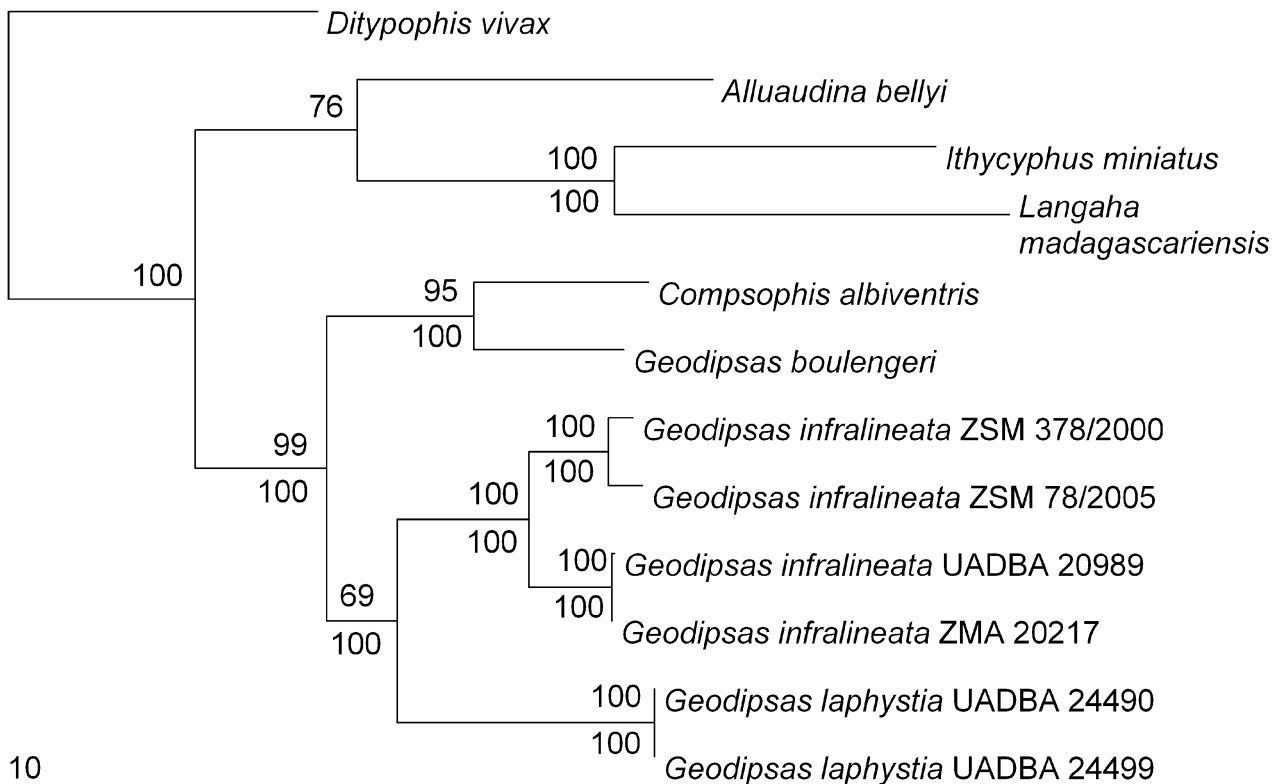 Ditypophis vivax
76
Alluaudina bellyi
100
Ithycyphus miniatus
100
Langaha
madagascariensis
100
95
Compsophis albiventris
100
Geodipsas boulengeri
100
Geodipsas infralineata ZSM 378/2000
99
100
100
100
Geodipsas infralineata ZSM 78/2005
100
100
Geodipsas infralineata UADBA 20989
69
100
100
Geodipsas infralineata ZMA 20217
100
Geodipsas laphystia UADBA 24490
100
10
Geodipsas laphystia UADBA 24499